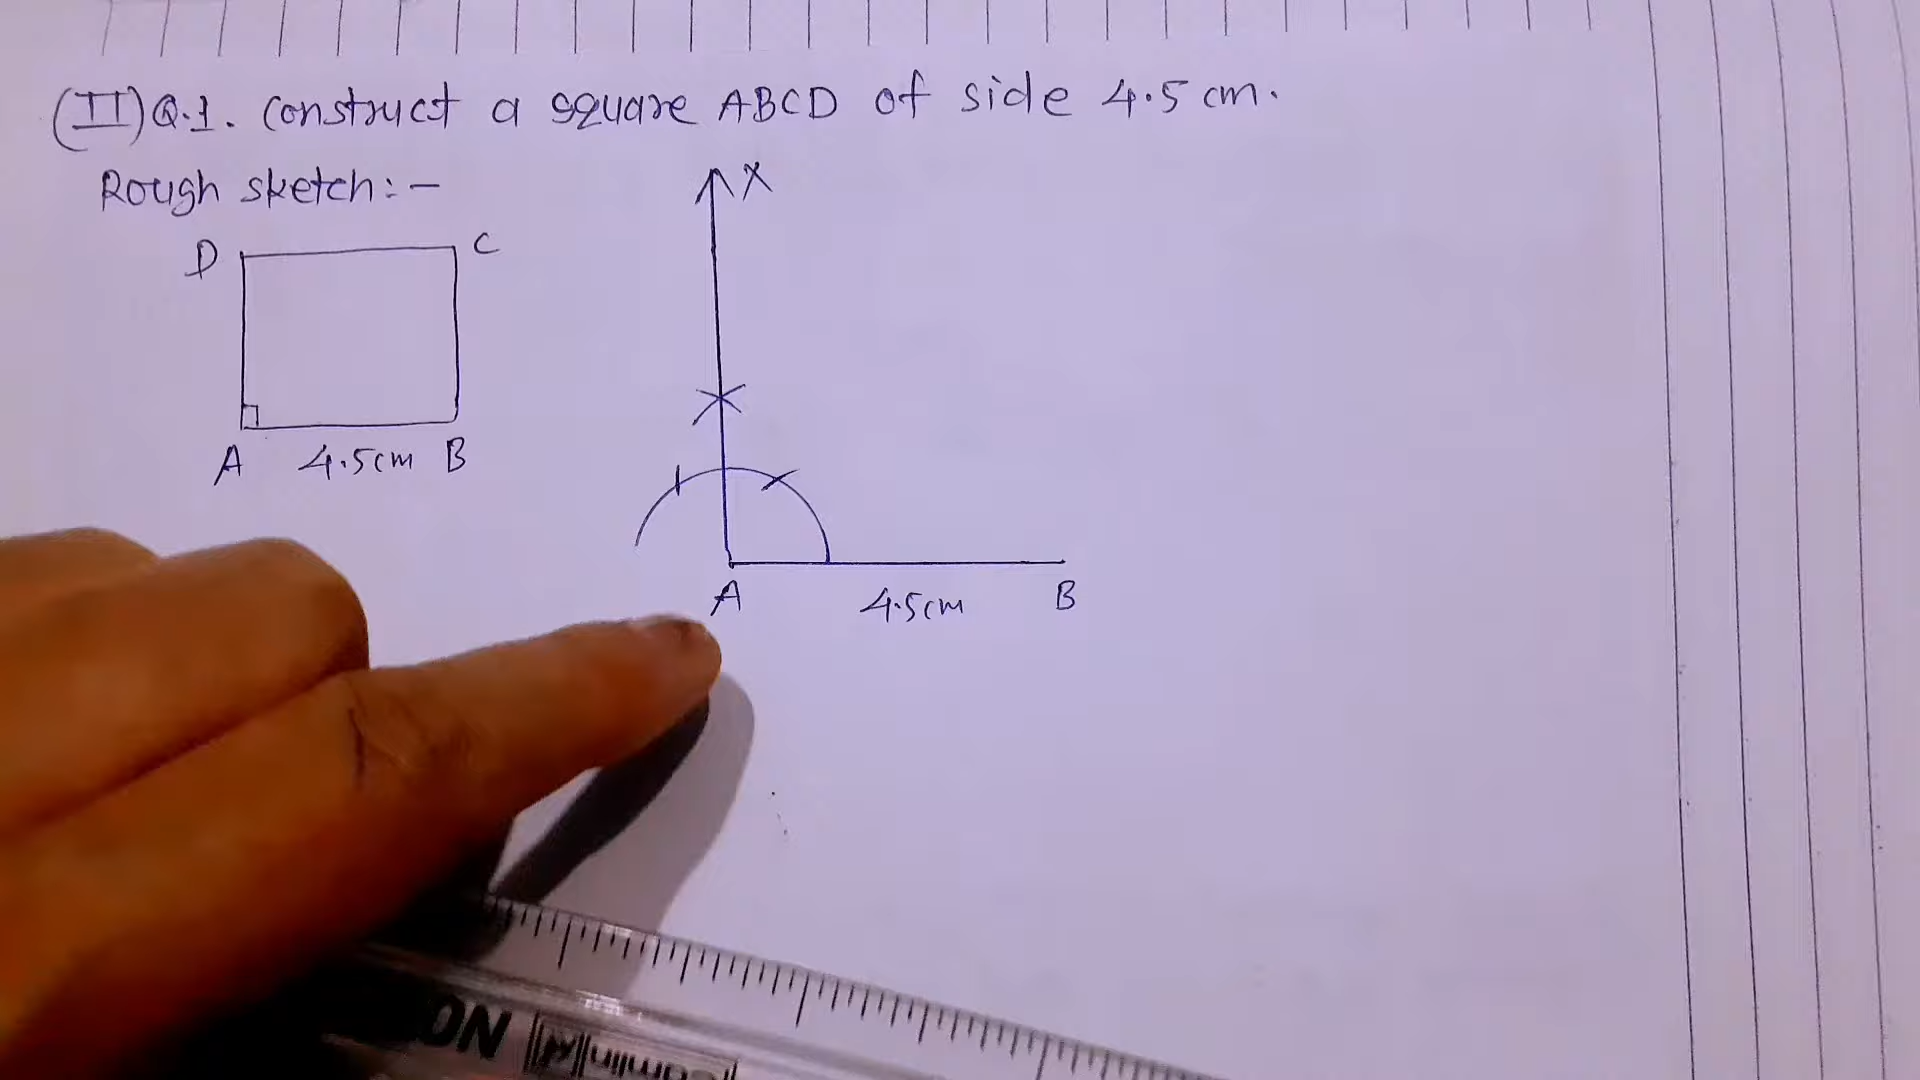 (II) Q.1. Construct a square ABCD of side 4.5 cm.
Rough sketch:-
X
D C
A 4.5cm B
A 4.5cm B